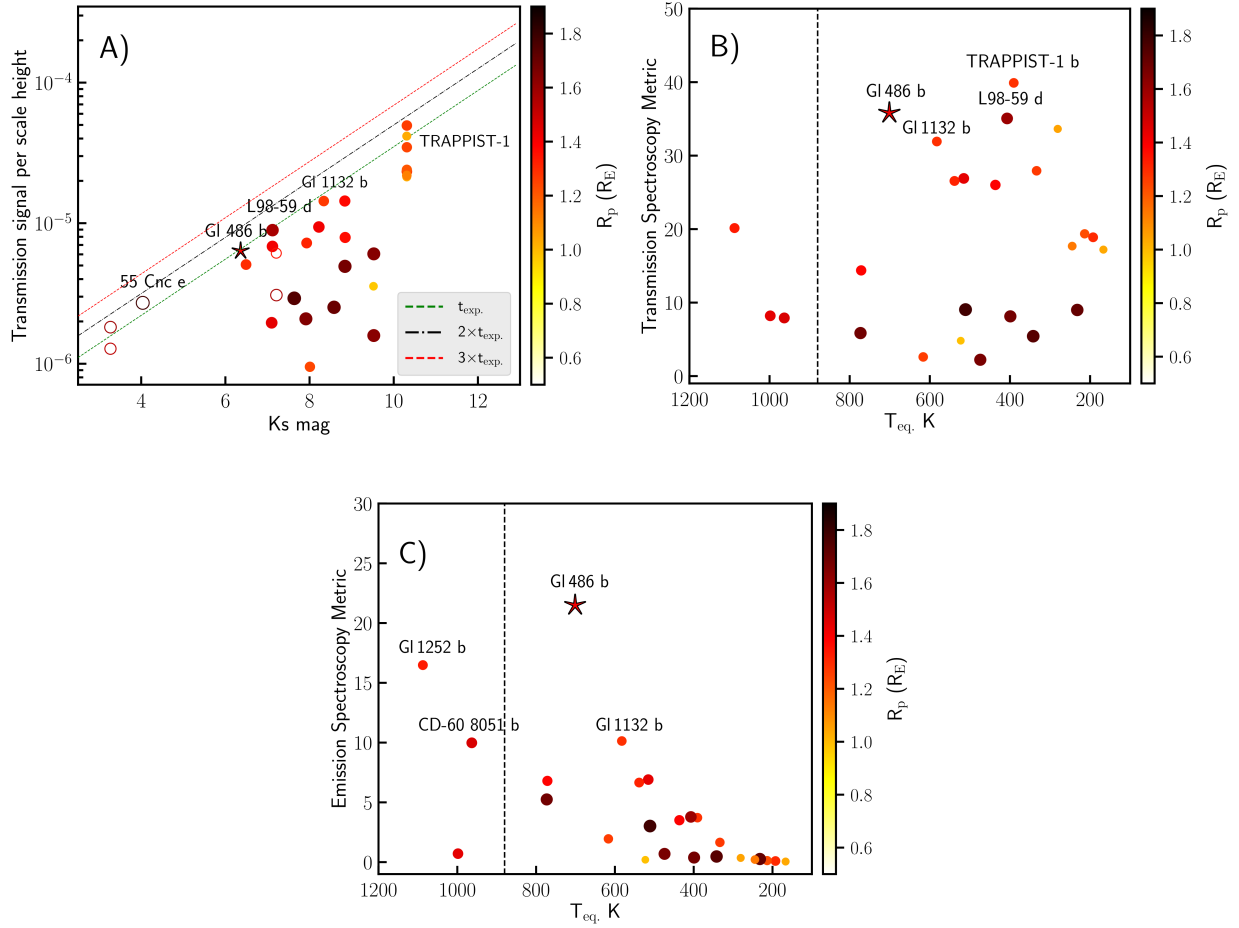 A)
Transmission signal per scale height
10⁻⁴
10⁻⁵
10⁻⁶
TRAPPIST-1
Gl 1132 b
L98-59 d
Gl 486 b
55 Cnc e
t_exp.
2×t_exp.
3×t_exp.
4 6 8 10 12
Ks mag
1.8
1.6
1.4
1.2
1.0
0.8
0.6
R_p (R_E)
B)
Transmission Spectroscopy Metric
50
40
30
20
10
0
TRAPPIST-1 b
Gl 486 b
L98-59 d
Gl 1132 b
1200 1000 800 600 400 200
T_eq. K
1.8
1.6
1.4
1.2
1.0
0.8
0.6
R_p (R_E)
C)
Emission Spectroscopy Metric
30
25
20
15
10
5
0
Gl 486 b
Gl 1252 b
CD-60 8051 b
Gl 1132 b
1200 1000 800 600 400 200
T_eq. K
1.8
1.6
1.4
1.2
1.0
0.8
0.6
R_p (R_E)